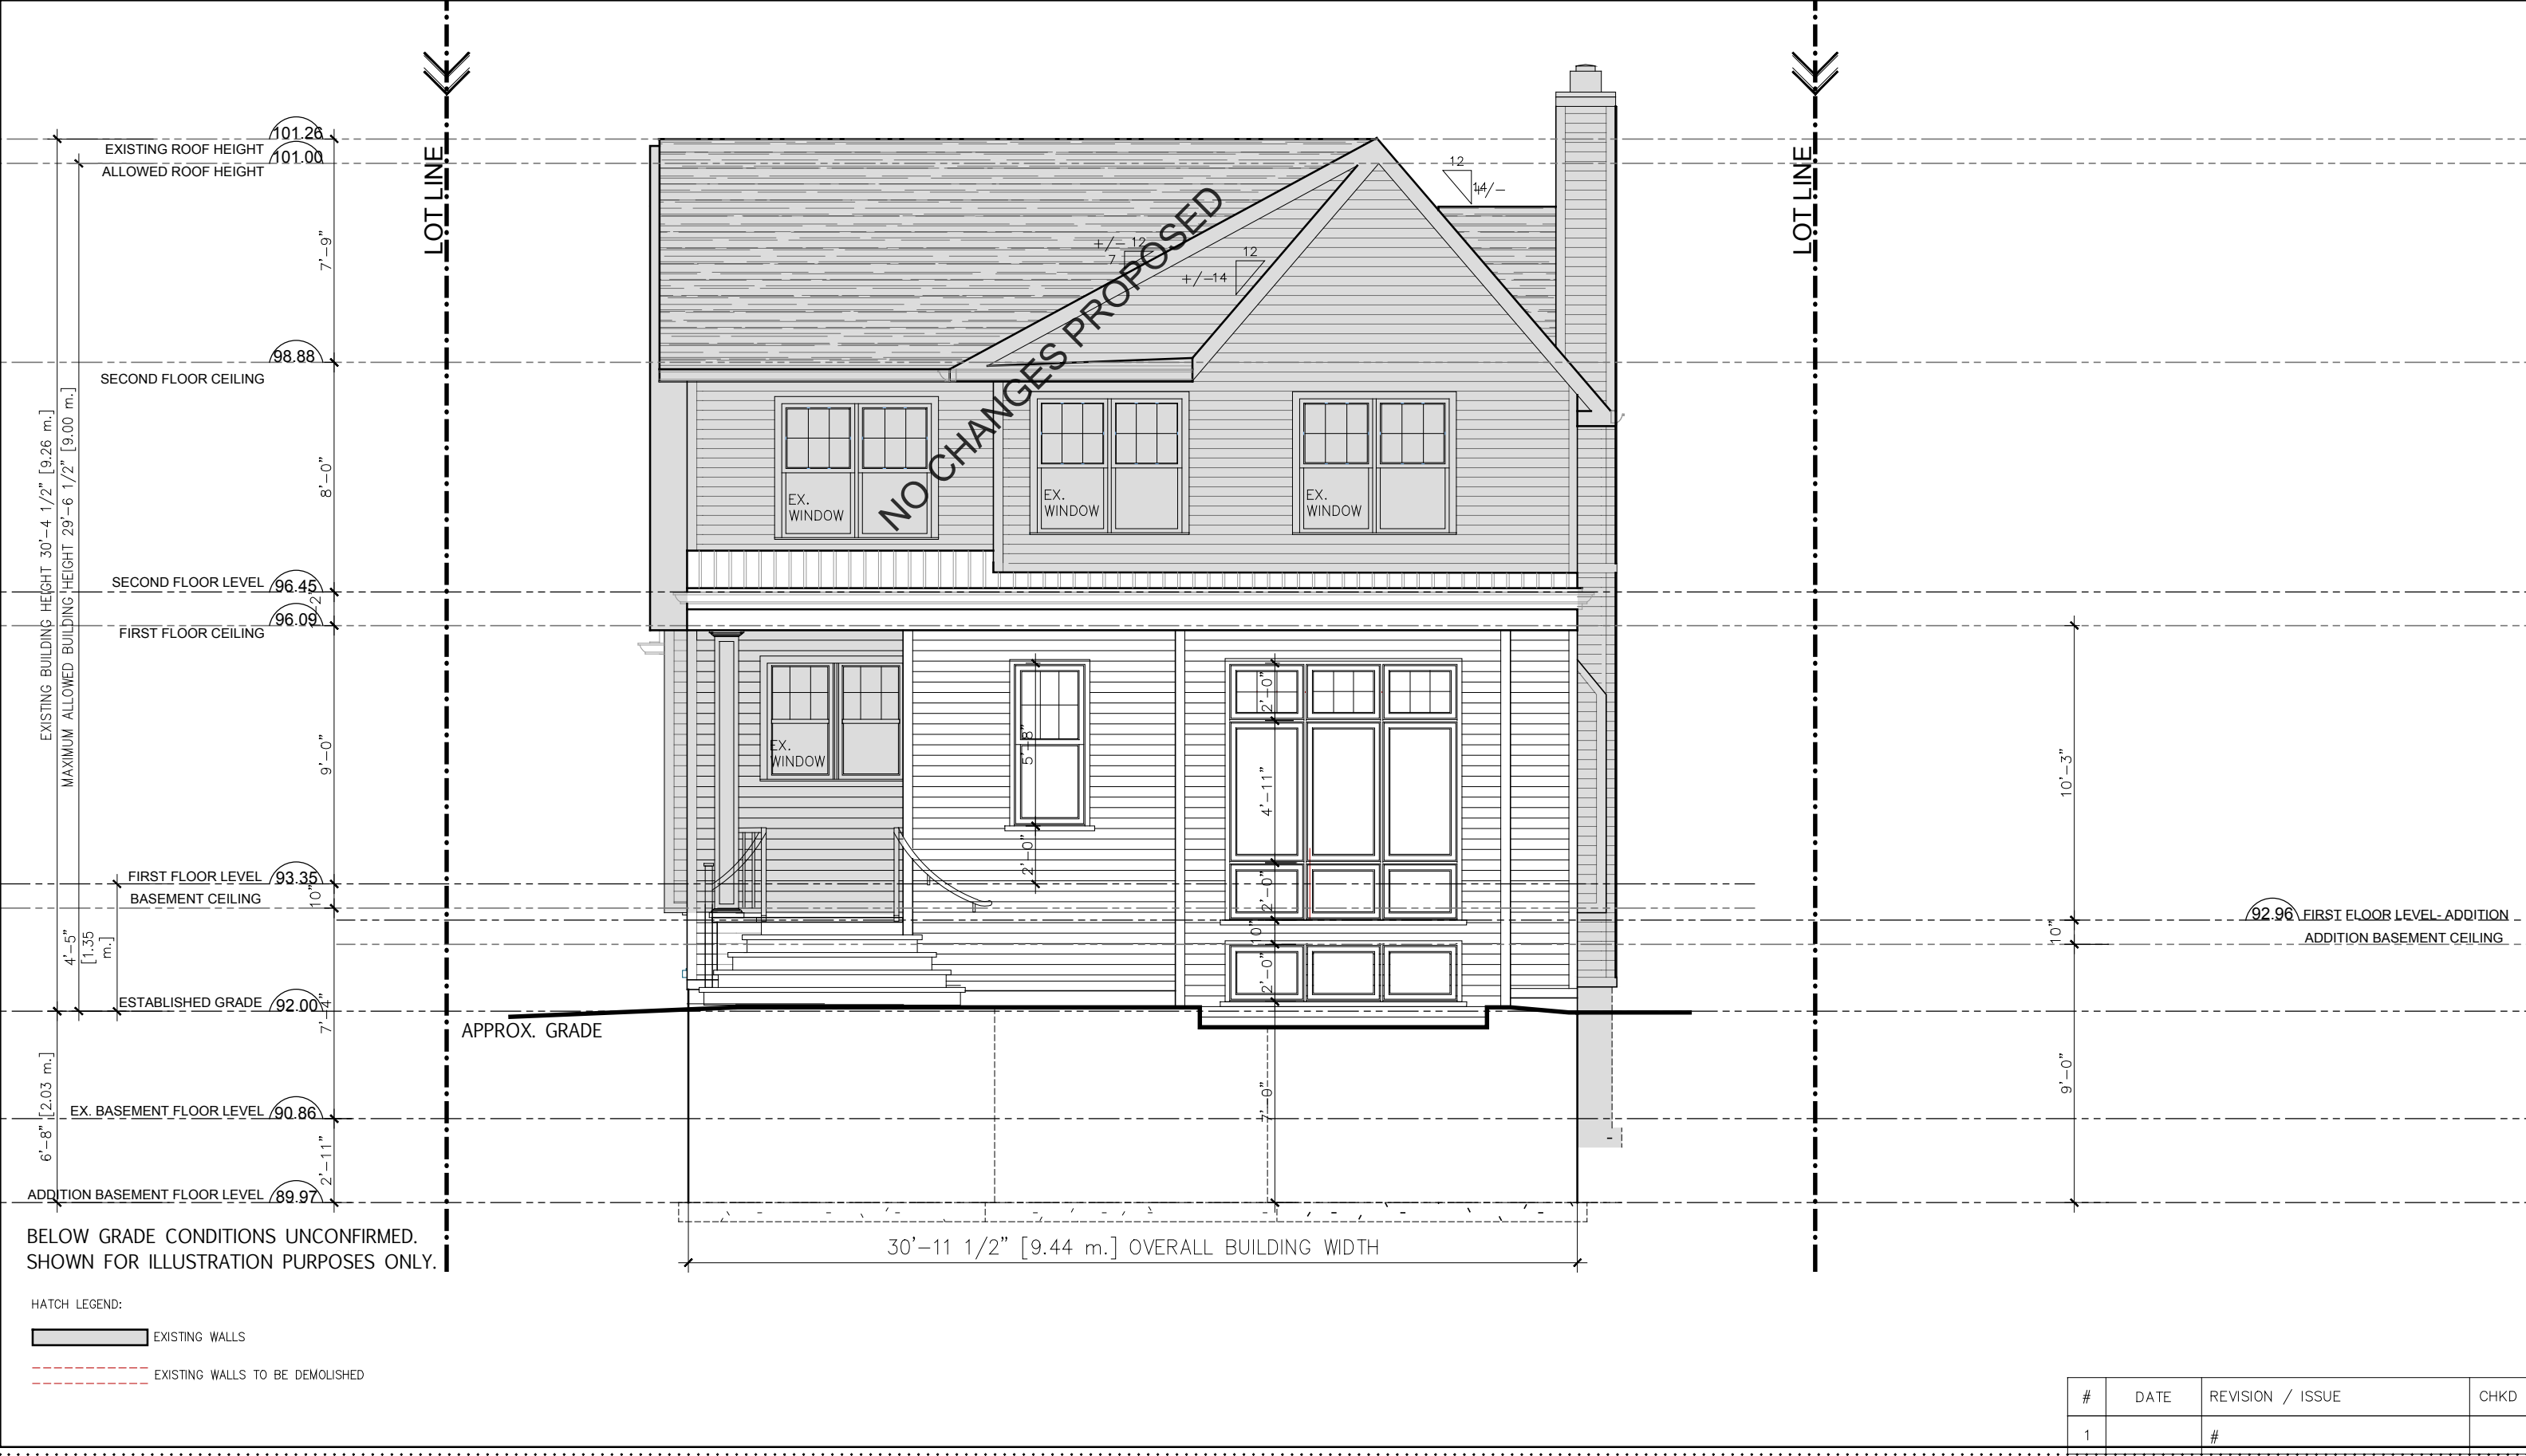 101.26
EXISTING ROOF HEIGHT
101.00
ALLOWED ROOF HEIGHT
7'-9"
98.88
SECOND FLOOR CEILING
8'-0"
SECOND FLOOR LEVEL 96.45
96.09
FIRST FLOOR CEILING
9'-0"
EXISTING BUILDING HEIGHT 30'-4 1/2" [9.26 m.]
MAXIMUM ALLOWED BUILDING HEIGHT 29'-6 1/2" [9.00 m.]
FIRST FLOOR LEVEL 93.35
BASEMENT CEILING
10"
4'-5"
[1.35
m.]
ESTABLISHED GRADE 92.00
7'-4"
EX. BASEMENT FLOOR LEVEL 90.86
6'-8" [2.03 m.]
2'-11"
ADDITION BASEMENT FLOOR LEVEL 89.97
LOT LINE
LOT LINE
NO CHANGES PROPOSED
+/- 12
7
12
+/-14
12
14/-
EX.
WINDOW
EX.
WINDOW
EX.
WINDOW
EX.
WINDOW
5'-8"
2'-0"
2'-0"
4'-11"
2'-0"
10"
2'-0"
7'-0"
APPROX. GRADE
10'-3"
10"
9'-0"
92.96 FIRST FLOOR LEVEL- ADDITION
ADDITION BASEMENT CEILING
30'-11 1/2" [9.44 m.] OVERALL BUILDING WIDTH
BELOW GRADE CONDITIONS UNCONFIRMED.
SHOWN FOR ILLUSTRATION PURPOSES ONLY.
HATCH LEGEND:
EXISTING WALLS
EXISTING WALLS TO BE DEMOLISHED
# DATE REVISION / ISSUE CHKD
1 #